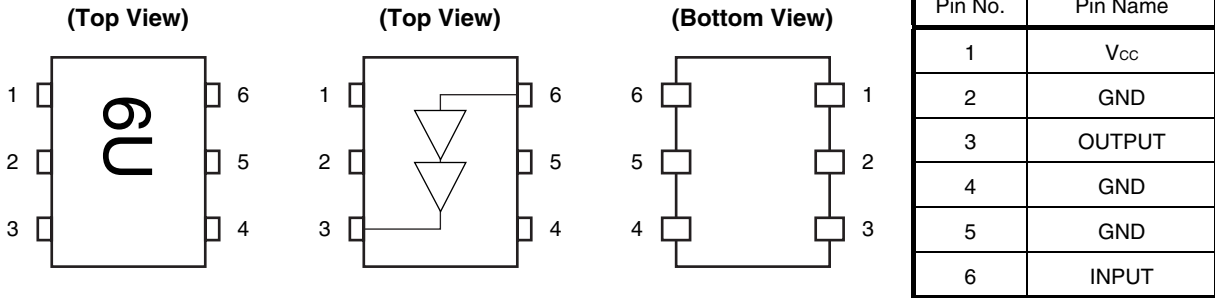 (Top View)
6U
1
2
3
6
5
4
(Top View)
1
2
3
6
5
4
(Bottom View)
6
5
4
1
2
3
Pin No. Pin Name
1 Vcc
2 GND
3 OUTPUT
4 GND
5 GND
6 INPUT